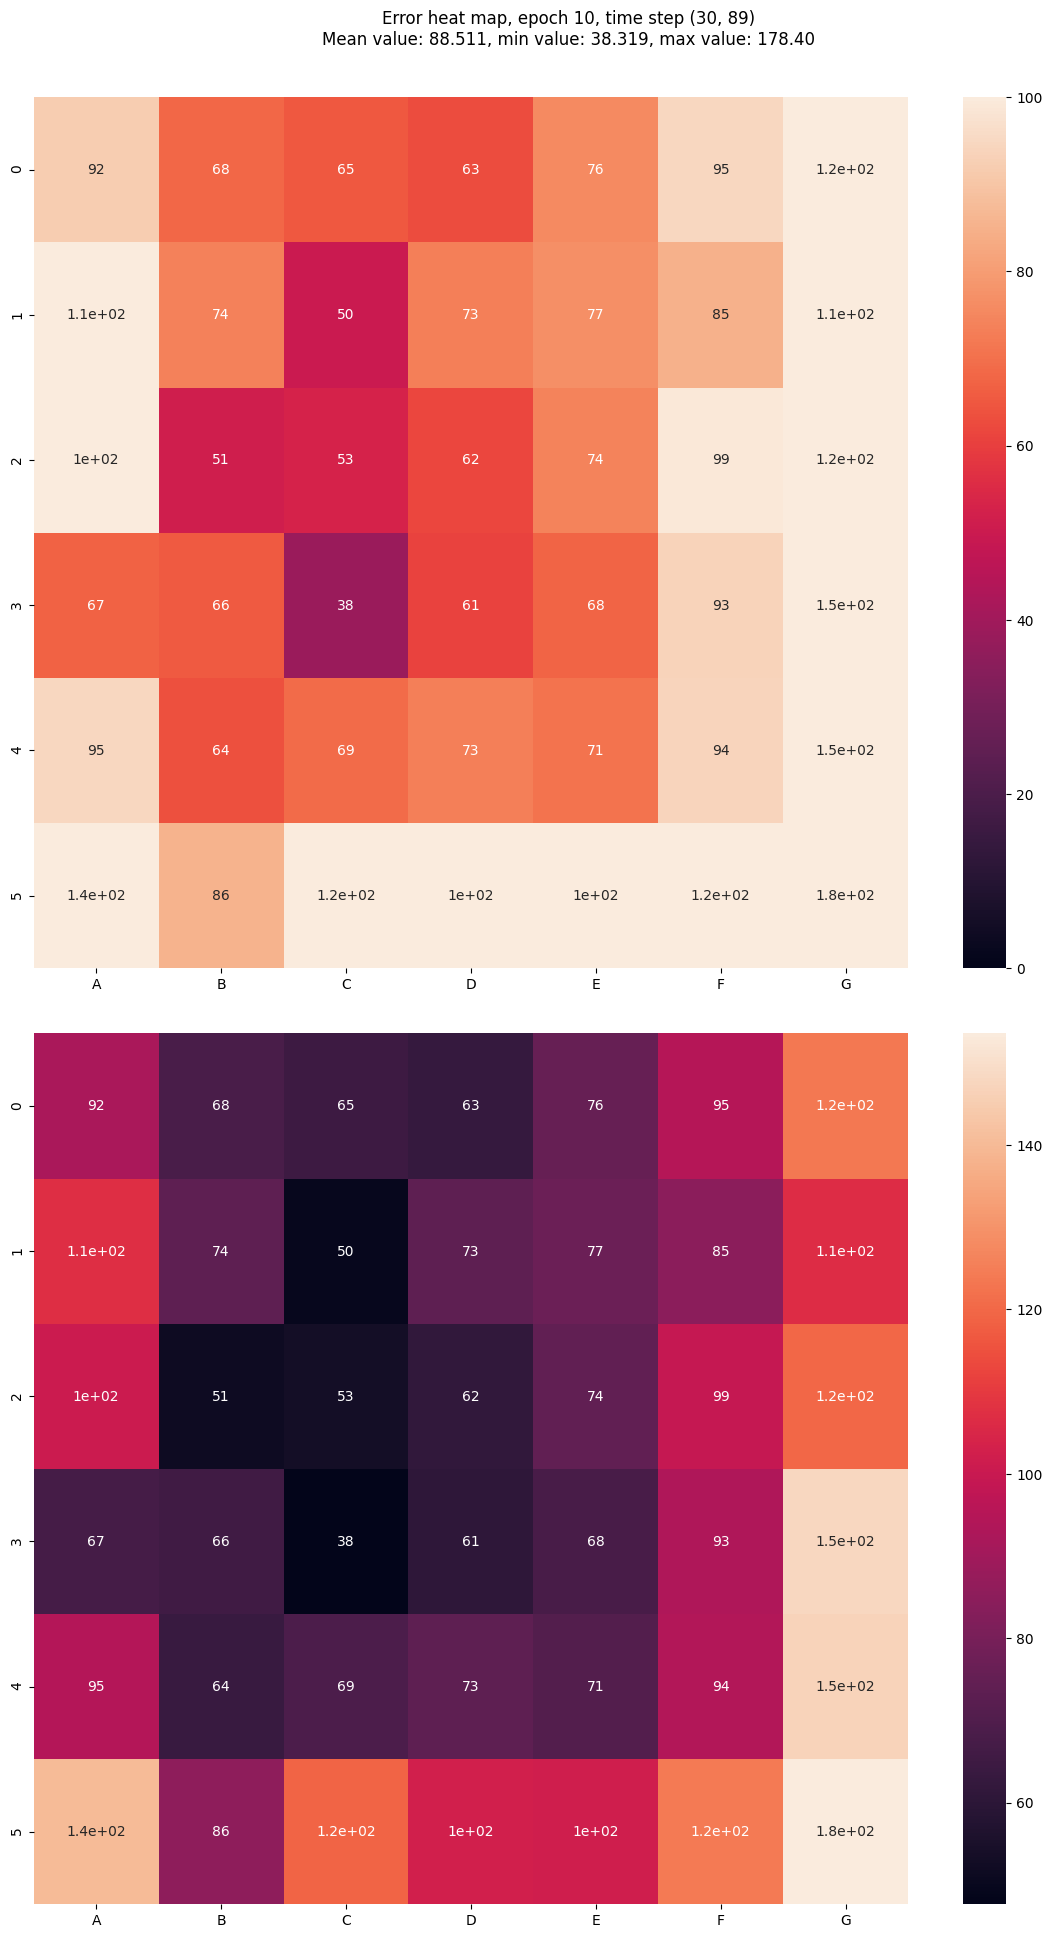 Error heat map, epoch 10, time step (30, 89)
Mean value: 88.511, min value: 38.319, max value: 178.40
100
0 92 68 65 63 76 95 1.2e+02
80
1 1.1e+02 74 50 73 77 85 1.1e+02
2 1e+02 51 53 62 74 99 1.2e+02
60
3 67 66 38 61 68 93 1.5e+02
40
4 95 64 69 73 71 94 1.5e+02
20
5 1.4e+02 86 1.2e+02 1e+02 1e+02 1.2e+02 1.8e+02
0
A B C D E F G
0 92 68 65 63 76 95 1.2e+02
140
1 1.1e+02 74 50 73 77 85 1.1e+02
120
2 1e+02 51 53 62 74 99 1.2e+02
100
3 67 66 38 61 68 93 1.5e+02
80
4 95 64 69 73 71 94 1.5e+02
60
5 1.4e+02 86 1.2e+02 1e+02 1e+02 1.2e+02 1.8e+02
A B C D E F G